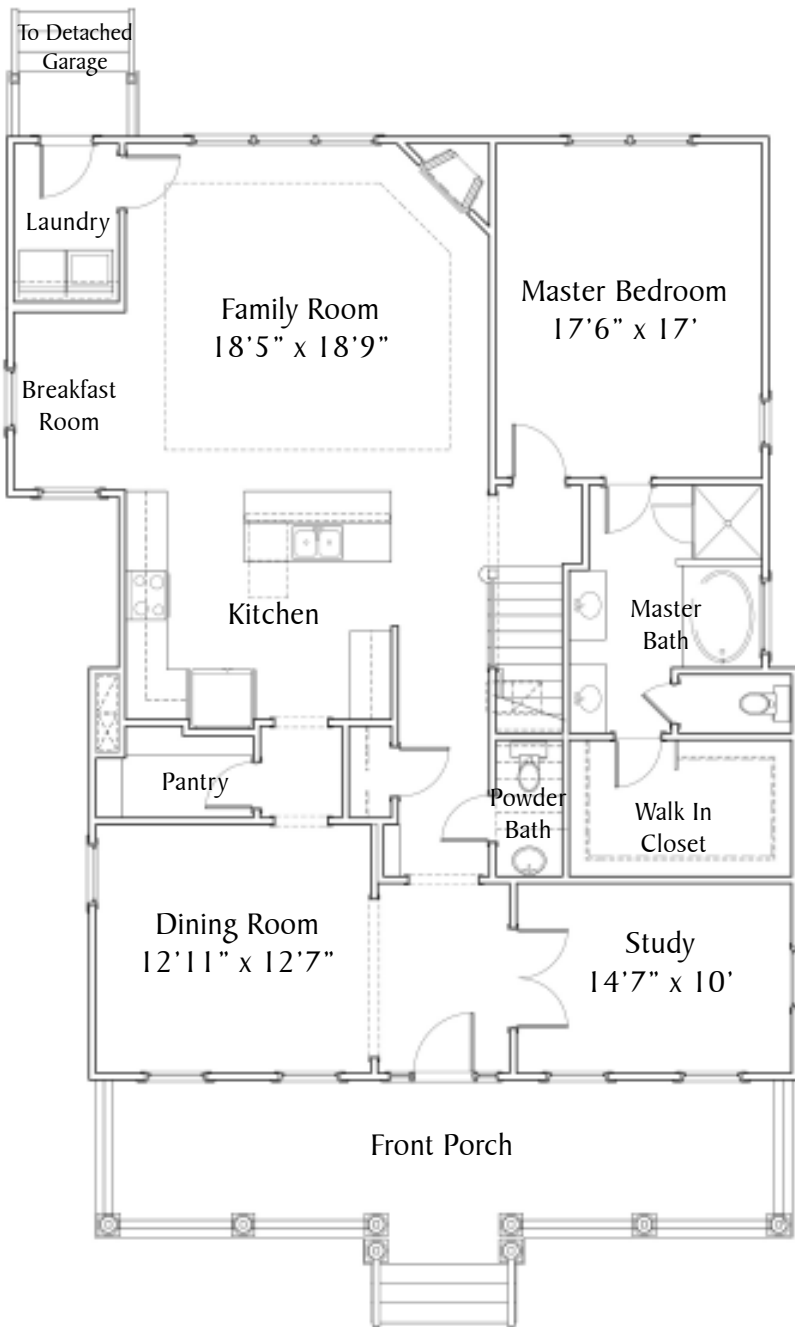 To Detached
Garage
Laundry
Family Room
18’5” x 18’9”
Master Bedroom
17’6” x 17’
Breakfast
Room
Kitchen
Master
Bath
Pantry
Powder
Bath
Walk In
Closet
Dining Room
12’11” x 12’7”
Study
14’7” x 10’
Front Porch